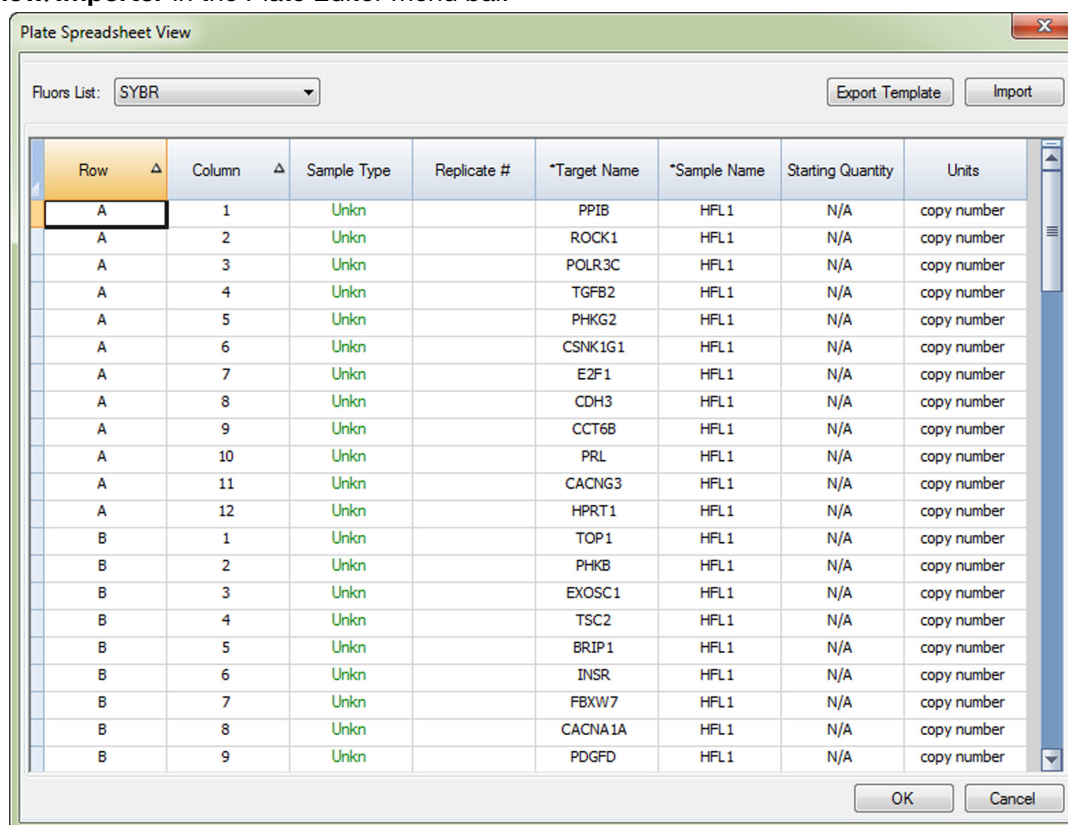 Plate Spreadsheet View
Fluors List: SYBR Export Template Import
Row Column Sample Type Replicate # *Target Name *Sample Name Starting Quantity Units
A 1 Unkn PPIB HFL1 N/A copy number
A 2 Unkn ROCK1 HFL1 N/A copy number
A 3 Unkn POLR3C HFL1 N/A copy number
A 4 Unkn TGFB2 HFL1 N/A copy number
A 5 Unkn PHKG2 HFL1 N/A copy number
A 6 Unkn CSNK1G1 HFL1 N/A copy number
A 7 Unkn E2F1 HFL1 N/A copy number
A 8 Unkn CDH3 HFL1 N/A copy number
A 9 Unkn CCT6B HFL1 N/A copy number
A 10 Unkn PRL HFL1 N/A copy number
A 11 Unkn CACNG3 HFL1 N/A copy number
A 12 Unkn HPRT1 HFL1 N/A copy number
B 1 Unkn TOP1 HFL1 N/A copy number
B 2 Unkn PHKB HFL1 N/A copy number
B 3 Unkn EXOSC1 HFL1 N/A copy number
B 4 Unkn TSC2 HFL1 N/A copy number
B 5 Unkn BRIP1 HFL1 N/A copy number
B 6 Unkn INSR HFL1 N/A copy number
B 7 Unkn FBXW7 HFL1 N/A copy number
B 8 Unkn CACNA1A HFL1 N/A copy number
B 9 Unkn PDGFD HFL1 N/A copy number
OK Cancel